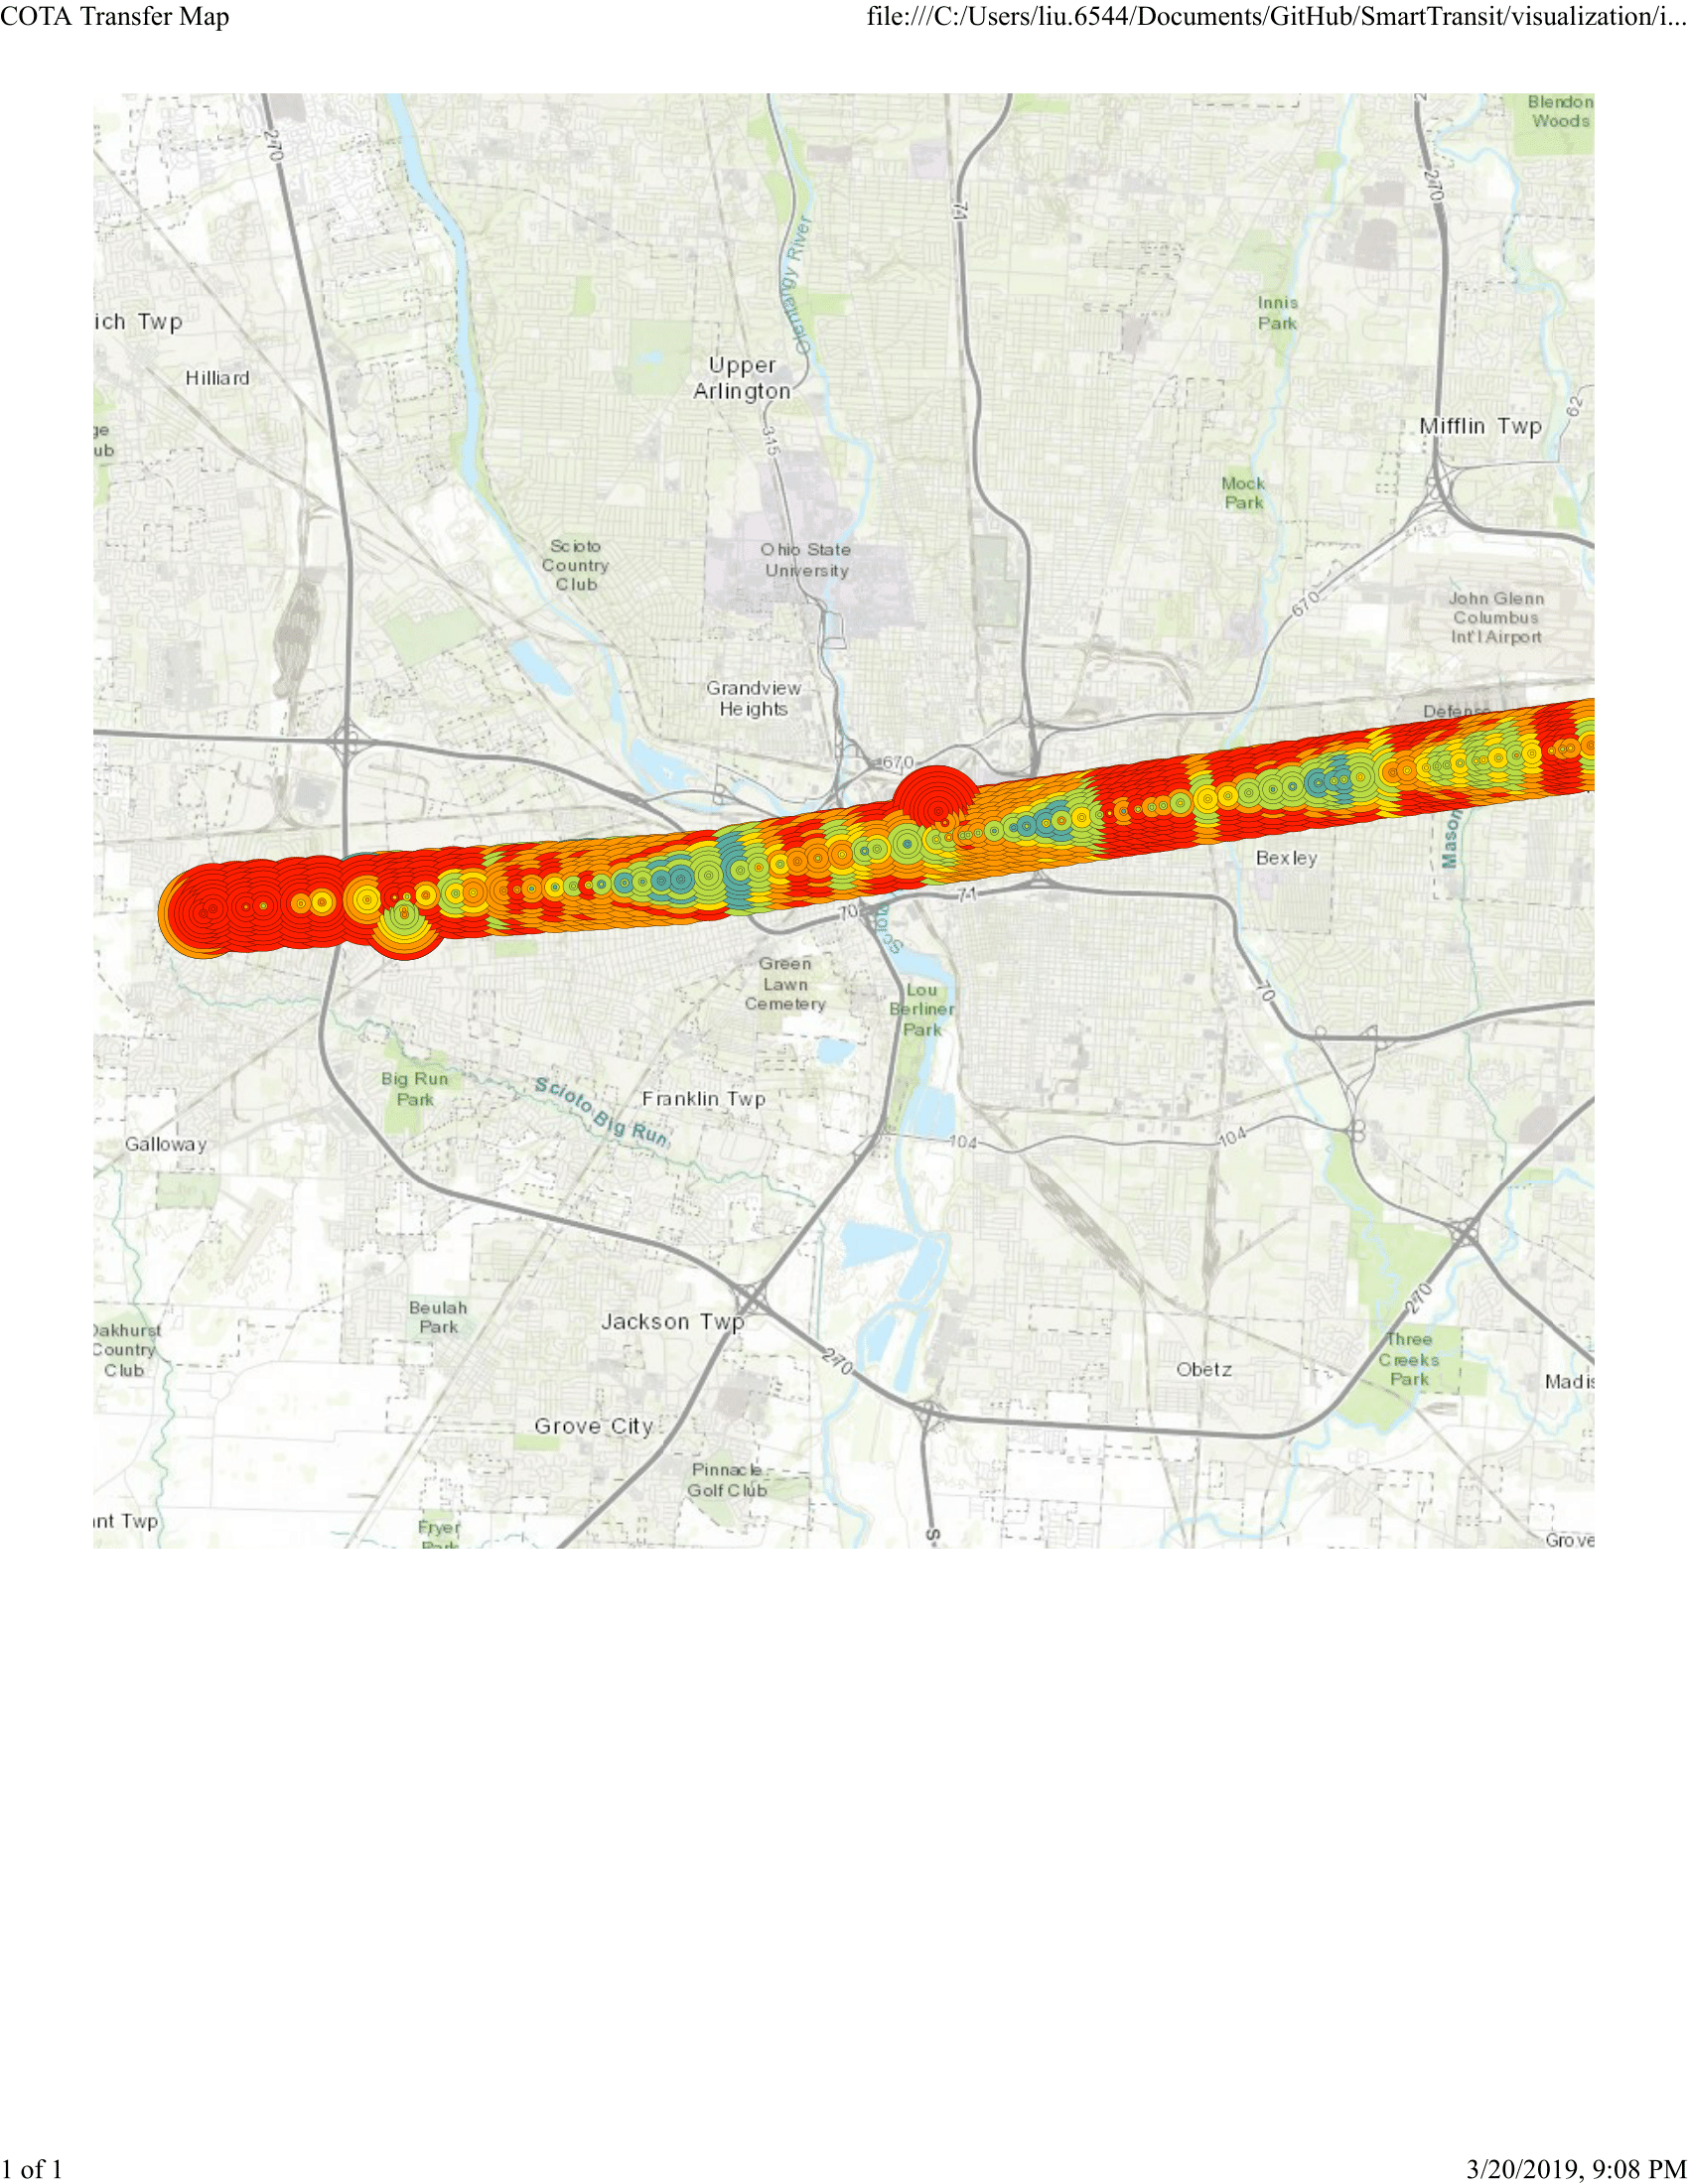 COTA Transfer Map
file:///C:/Users/liu.6544/Documents/GitHub/SmartTransit/visualization/i...
Blendon
Woods
270
270
71
Olentangy River
Innis
Park
ich Twp
Hilliard
Upper
Arlington
62
ge
ub
315
Mifflin Twp
Mock
Park
Scioto
Country
Club
Ohio State
University
670
John Glenn
Columbus
Int'l Airport
Grandview
Heights
Defense
670
Mason
Bexley
71
70
Scioto
Green
Lawn
Cemetery
Lou
Berliner
Park
70
Big Run
Park
Scioto Big Run
Franklin Twp
Galloway
104
104
270
Beulah
Park
Jackson Twp
Oakhurst
Country
Club
270
Three
Creeks
Park
Obetz
Madis
Grove City
Pinnacle
Golf Club
ant Twp
Fryer
Park
S
Grove
1 of 1
3/20/2019, 9:08 PM